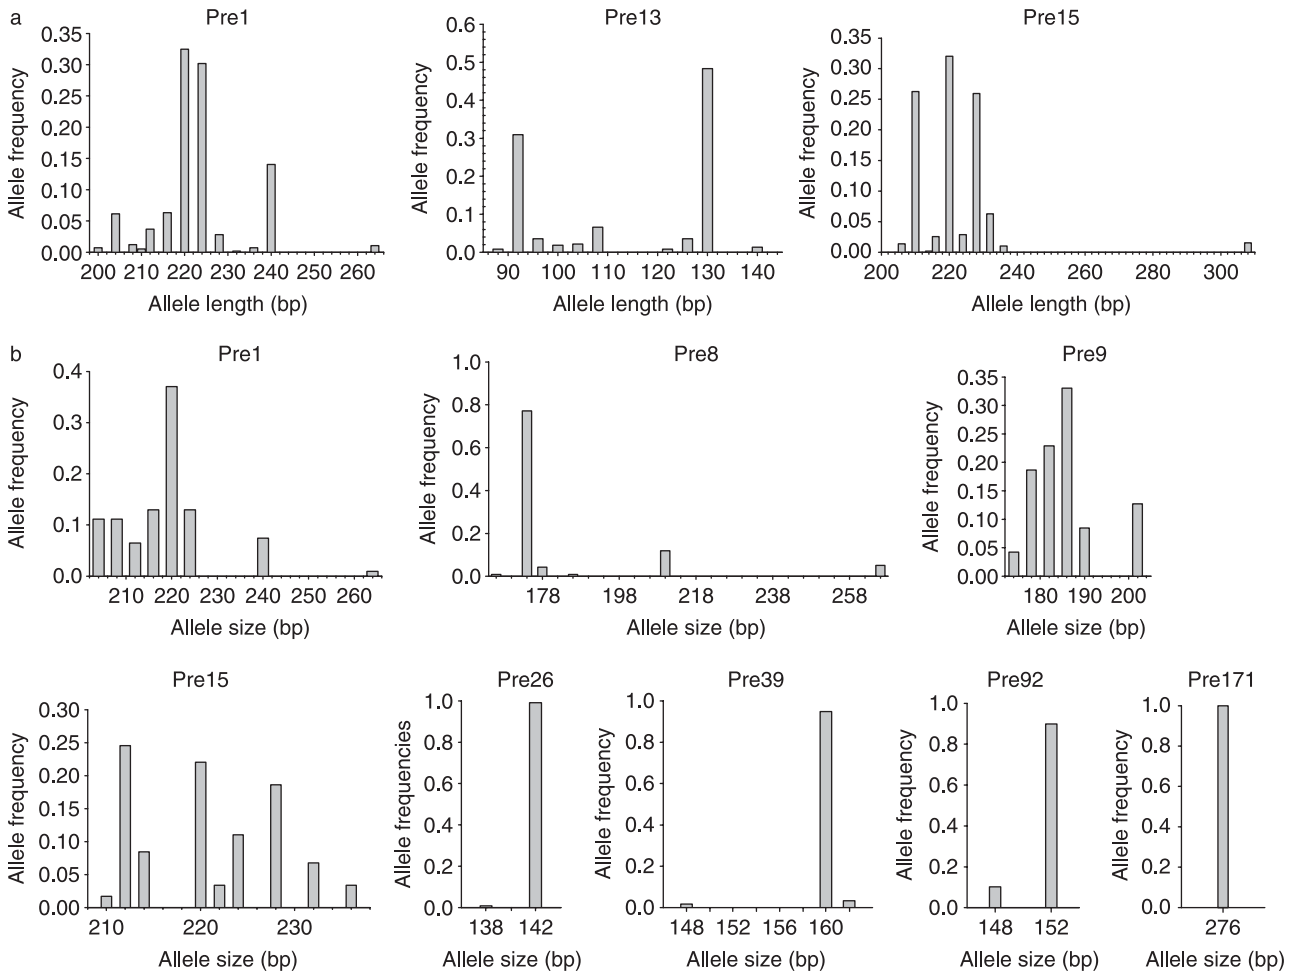 a
Pre1
Allele frequency
0.35
0.30
0.25
0.20
0.15
0.10
0.05
0.00
200 210 220 230 240 250 260
Allele length (bp)
Pre13
Allele frequency
0.6
0.5
0.4
0.3
0.2
0.1
0.0
90 100 110 120 130 140
Allele length (bp)
Pre15
Allele frequency
0.35
0.30
0.25
0.20
0.15
0.10
0.05
0.00
200 220 240 260 280 300
Allele length (bp)
b
Pre1
Allele frequency
0.4
0.3
0.2
0.1
0.0
210 220 230 240 250 260
Allele size (bp)
Pre8
Allele frequency
1.0
0.8
0.6
0.4
0.2
0.0
178 198 218 238 258
Allele size (bp)
Pre9
Allele frequency
0.35
0.30
0.25
0.20
0.15
0.10
0.05
0.00
180 190 200
Allele size (bp)
Pre15
Allele frequency
0.30
0.25
0.20
0.15
0.10
0.05
0.00
210 220 230
Allele size (bp)
Pre26
Allele frequencies
1.0
0.8
0.6
0.4
0.2
0.0
138 142
Allele size (bp)
Pre39
Allele frequency
1.0
0.8
0.6
0.4
0.2
0.0
148 152 156 160
Allele size (bp)
Pre92
Allele frequency
1.0
0.8
0.6
0.4
0.2
0.0
148 152
Allele size (bp)
Pre171
Allele frequency
1.0
0.8
0.6
0.4
0.2
0.0
276
Allele size (bp)